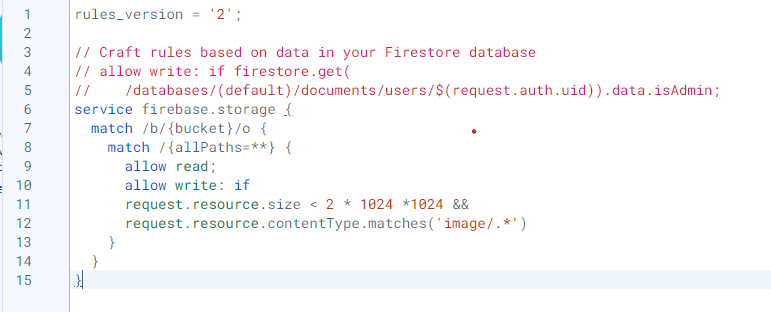 1 rules_version = '2';
2
3 // Craft rules based on data in your Firestore database
4 // allow write: if firestore.get(
5 //    /databases/(default)/documents/users/$(request.auth.uid)).data.isAdmin;
6 service firebase.storage {
7   match /b/{bucket}/o {
8     match /{allPaths=**} {
9       allow read;
10       allow write: if
11       request.resource.size < 2 * 1024 *1024 &&
12       request.resource.contentType.matches('image/.*')
13     }
14   }
15 }